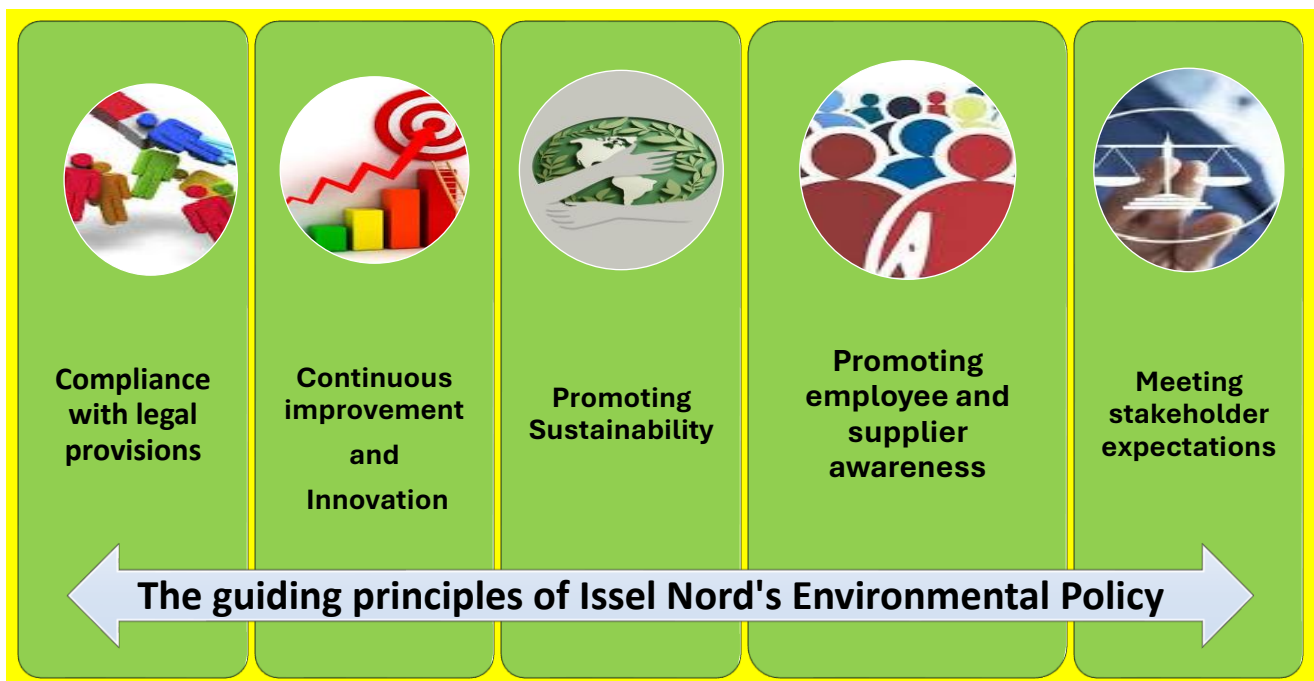 Compliance
with legal
provisions
Continuous
improvement
and
Innovation
Promoting
Sustainability
Promoting
employee and
supplier
awareness
Meeting
stakeholder
expectations
The guiding principles of Issel Nord's Environmental Policy